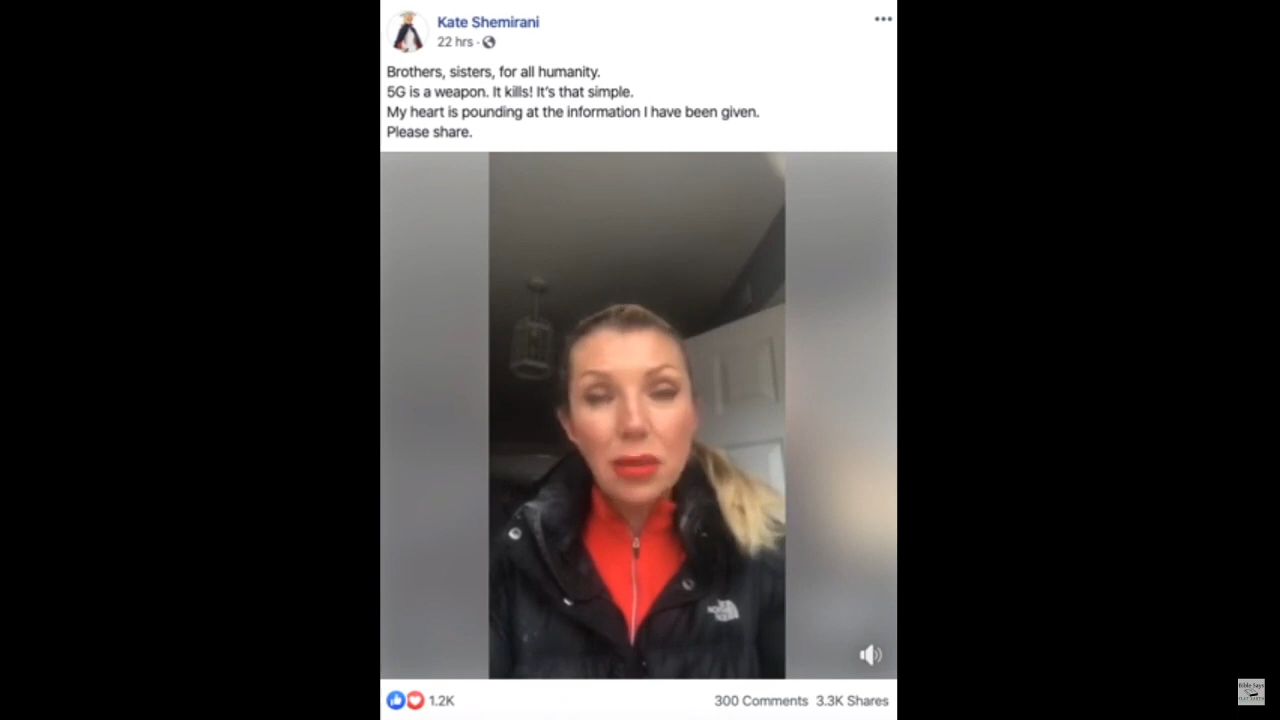 Kate Shemirani
22 hrs ·
Brothers, sisters, for all humanity.
5G is a weapon. It kills! It's that simple.
My heart is pounding at the information I have been given.
Please share.
THE NORTH FACE
1.2K
300 Comments 3.3K Shares
Bible Says